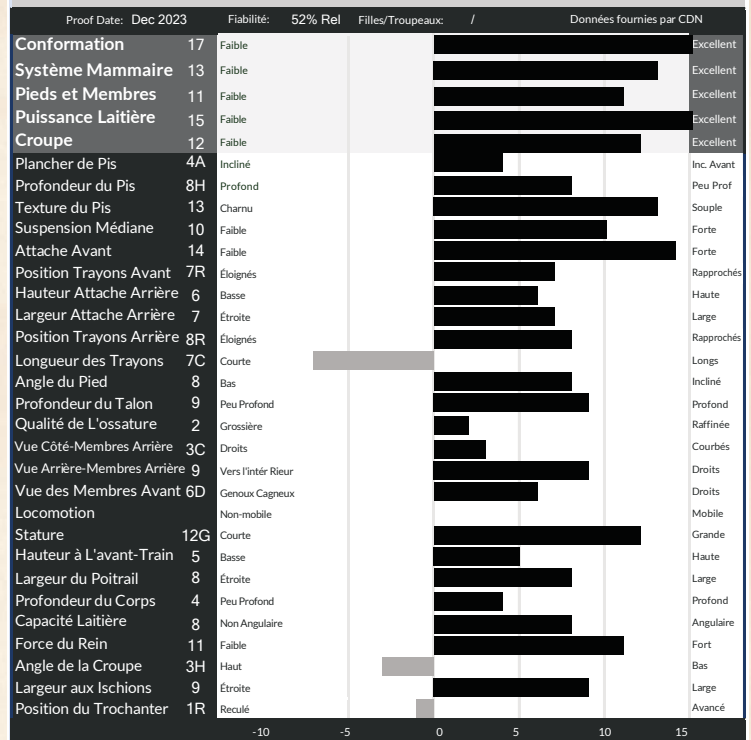 Proof Date: Dec 2023 Fiabilité: 52% Rel Filles/Troupeaux: / Données fournies par CDN
Conformation 17 Faible Excellent
Système Mammaire 13 Faible Excellent
Pieds et Membres 11 Faible Excellent
Puissance Laitière 15 Faible Excellent
Croupe 12 Faible Excellent
Plancher de Pis 4A Incliné Inc. Avant
Profondeur du Pis 8H Profond Peu Prof
Texture du Pis 13 Charnu Souple
Suspension Médiane 10 Faible Forte
Attache Avant 14 Faible Forte
Position Trayons Avant 7R Éloignés Rapprochés
Hauteur Attache Arrière 6 Basse Haute
Largeur Attache Arrière 7 Étroite Large
Position Trayons Arrière 8R Éloignés Rapprochés
Longueur des Trayons 7C Courte Longs
Angle du Pied 8 Bas Incliné
Profondeur du Talon 9 Peu Profond Profond
Qualité de L'ossature 2 Grossière Raffinée
Vue Côté-Membres Arrière 3C Droits Courbés
Vue Arrière-Membres Arrière 9 Vers l'intér Rieur Droits
Vue des Membres Avant 6D Genoux Cagneux Droits
Locomotion Non-mobile Mobile
Stature 12G Courte Grande
Hauteur à L'avant-Train 5 Basse Haute
Largeur du Poitrail 8 Étroite Large
Profondeur du Corps 4 Peu Profond Profond
Capacité Laitière 8 Non Angulaire Angulaire
Force du Rein 11 Faible Fort
Angle de la Croupe 3H Haut Bas
Largeur aux Ischions 9 Étroite Large
Position du Trochanter 1R Reculé Avancé
-10 -5 0 5 10 15